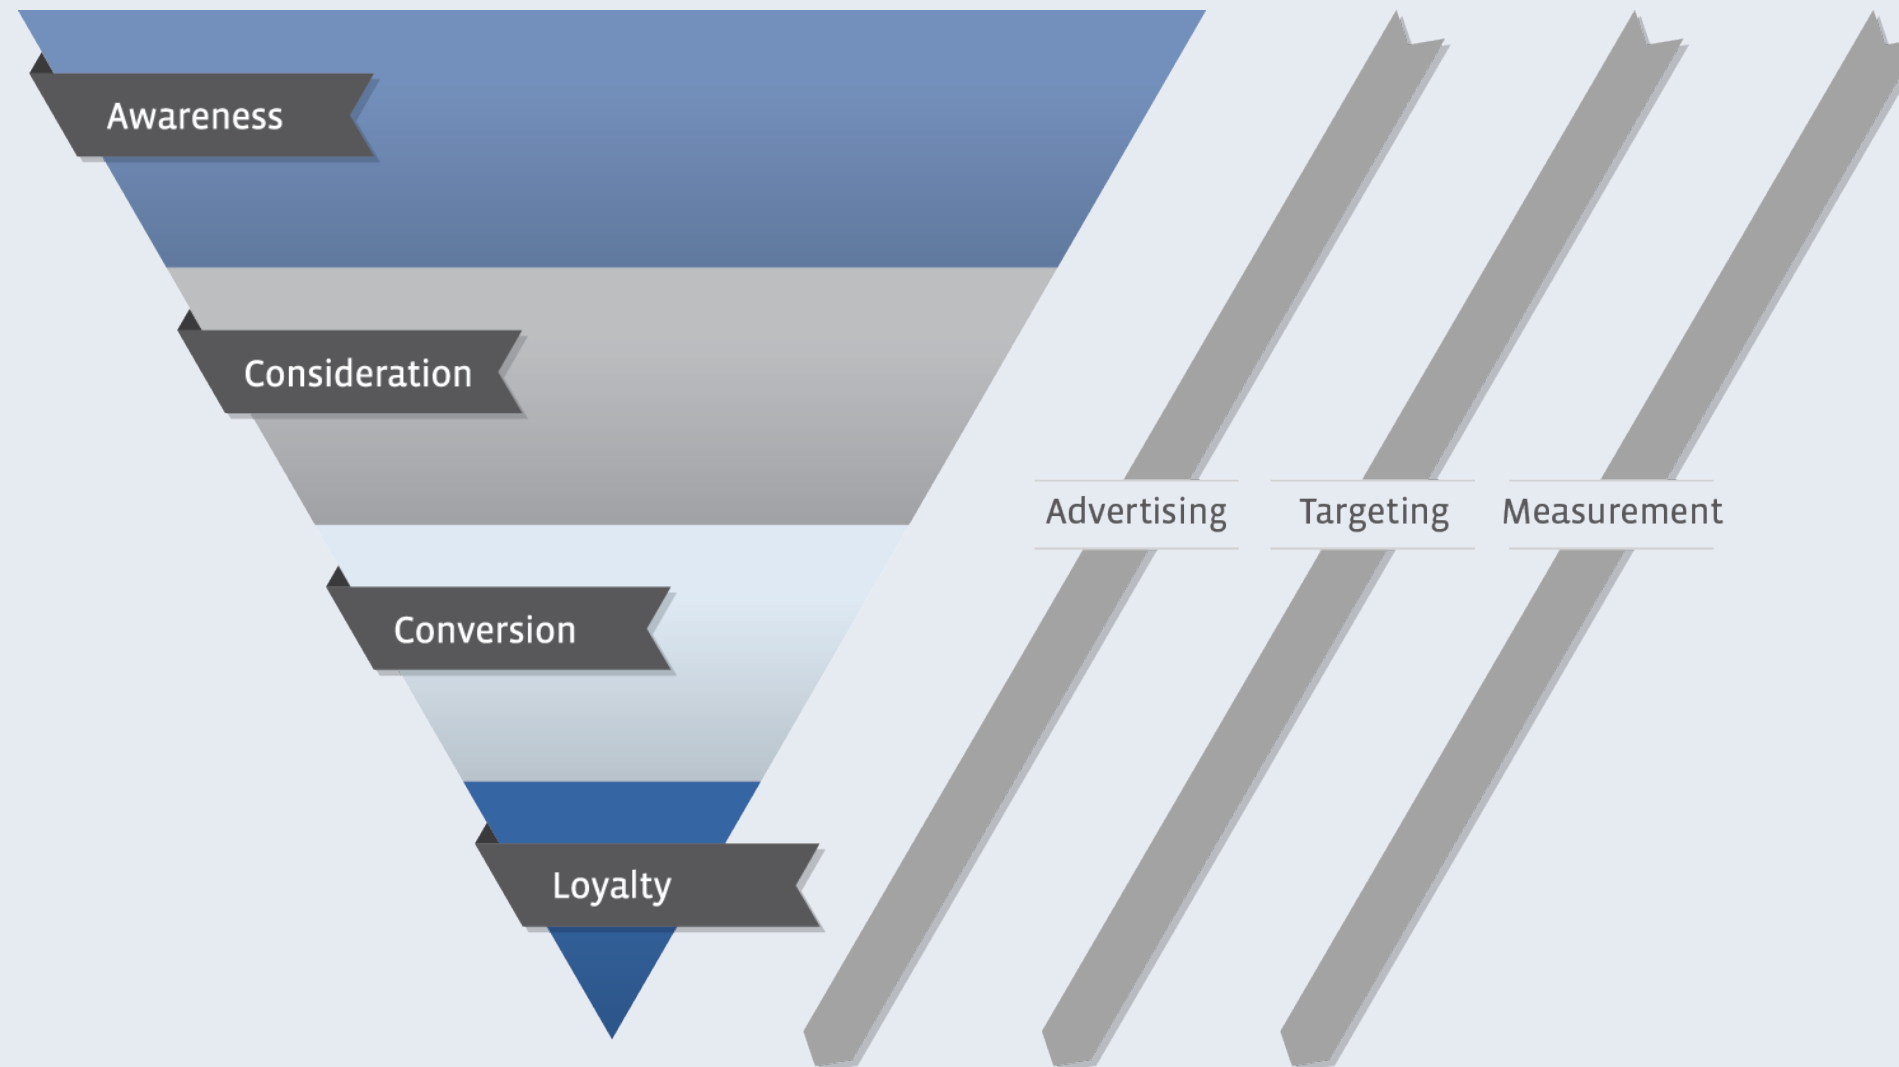 Awareness
Consideration
Advertising
Targeting
Measurement
Conversion
Loyalty